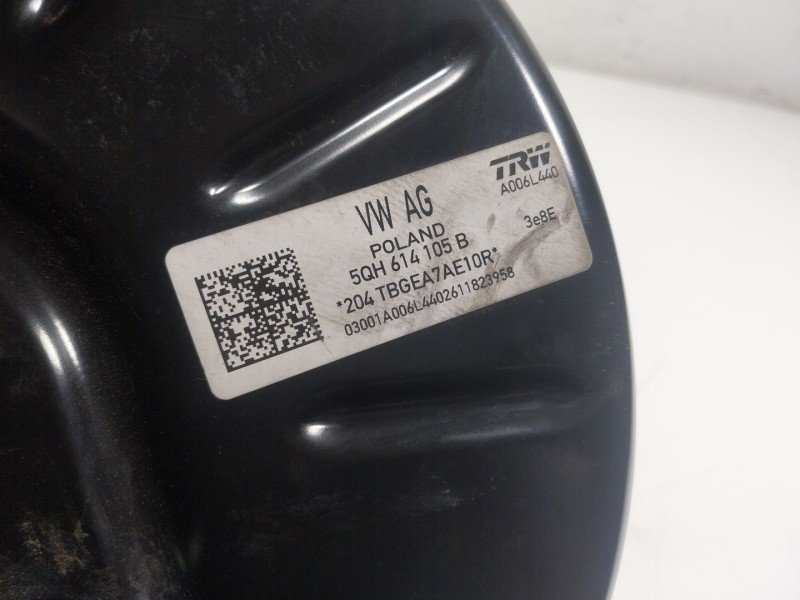 TRW
A006L440
VW AG
POLAND
3e8E
5QH 614 105 B
*204 TBGEA7AE10R*
03001A006L4402611823958